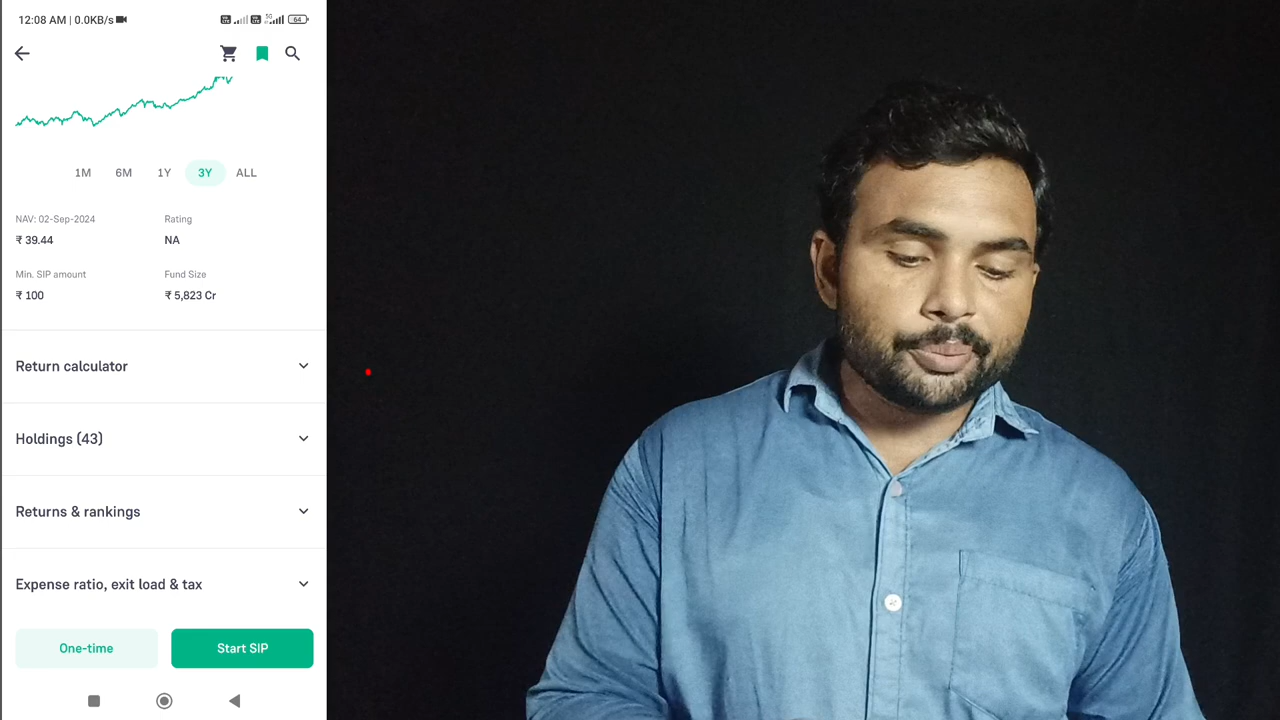 12:08 AM | 0.0KB/s
64
1M 6M 1Y 3Y ALL
NAV: 02-Sep-2024 Rating
₹ 39.44 NA
Min. SIP amount Fund Size
₹ 100 ₹ 5,823 Cr
Return calculator
Holdings (43)
Returns & rankings
Expense ratio, exit load & tax
One-time Start SIP